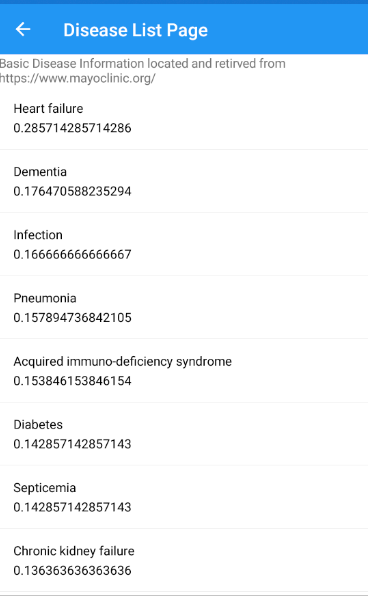 Disease List Page
Basic Disease Information located and retirved from
https://www.mayoclinic.org/
Heart failure
0.285714285714286
Dementia
0.176470588235294
Infection
0.166666666666667
Pneumonia
0.157894736842105
Acquired immuno-deficiency syndrome
0.153846153846154
Diabetes
0.142857142857143
Septicemia
0.142857142857143
Chronic kidney failure
0.136363636363636